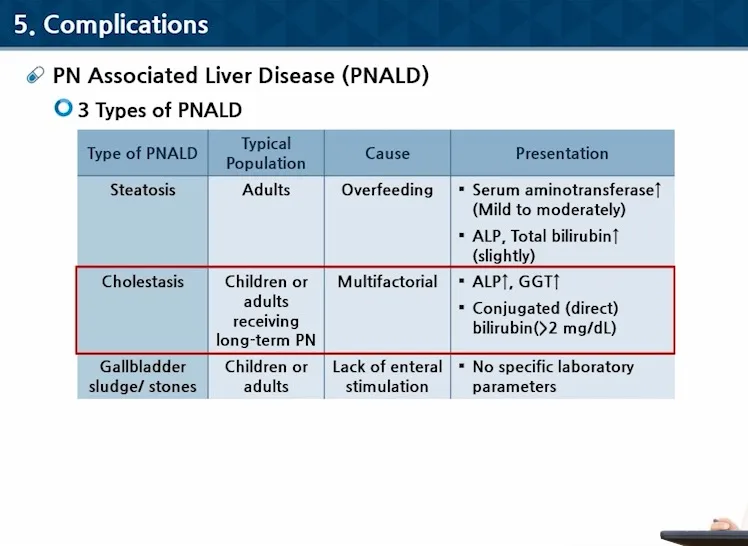 5. Complications
PN Associated Liver Disease (PNALD)
3 Types of PNALD
Type of PNALD
Typical
Population
Cause
Presentation
Steatosis
Adults
Overfeeding
▪ Serum aminotransferase↑
(Mild to moderately)
▪ ALP, Total bilirubin↑
(slightly)
Cholestasis
Children or
adults
receiving
long-term PN
Multifactorial
▪ ALP↑, GGT↑
▪ Conjugated (direct)
bilirubin(>2 mg/dL)
Gallbladder
sludge/ stones
Children or
adults
Lack of enteral
stimulation
▪ No specific laboratory
parameters